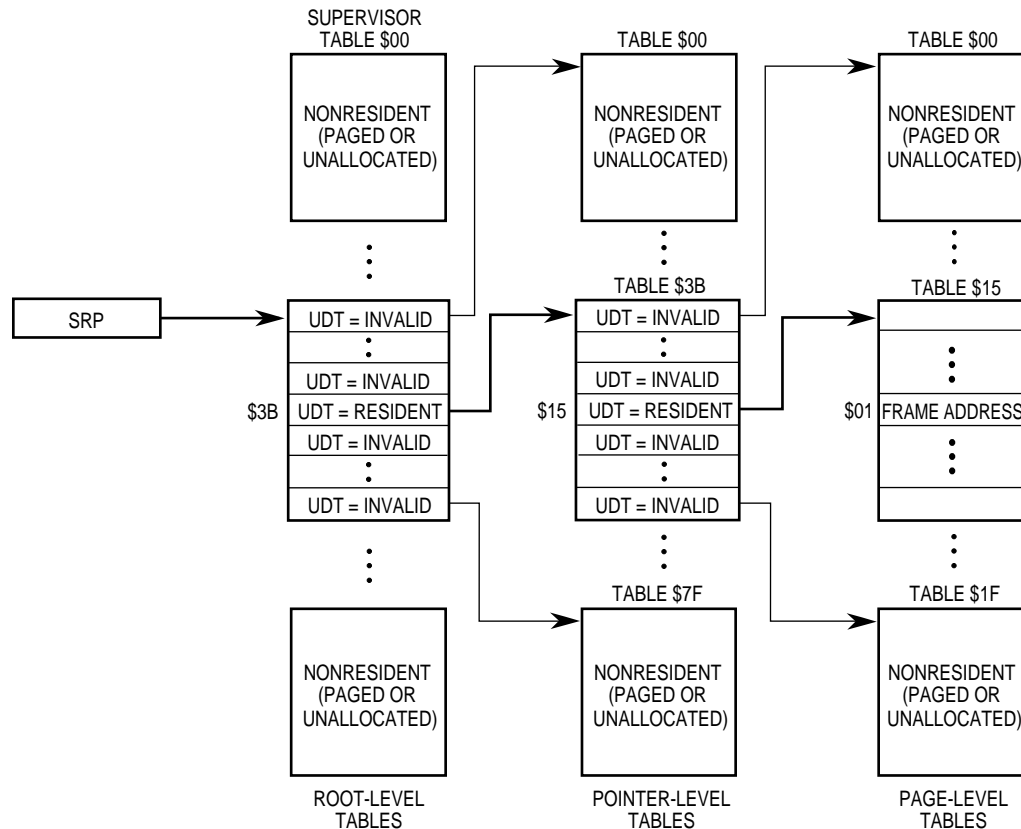 SUPERVISOR
TABLE $00
NONRESIDENT
(PAGED OR
UNALLOCATED)
TABLE $00
NONRESIDENT
(PAGED OR
UNALLOCATED)
TABLE $00
NONRESIDENT
(PAGED OR
UNALLOCATED)
SRP
UDT = INVALID
UDT = INVALID
$3B
UDT = RESIDENT
UDT = INVALID
UDT = INVALID
TABLE $3B
UDT = INVALID
UDT = INVALID
$15
UDT = RESIDENT
UDT = INVALID
UDT = INVALID
TABLE $15
$01
FRAME ADDRESS
NONRESIDENT
(PAGED OR
UNALLOCATED)
TABLE $7F
NONRESIDENT
(PAGED OR
UNALLOCATED)
TABLE $1F
NONRESIDENT
(PAGED OR
UNALLOCATED)
ROOT-LEVEL
TABLES
POINTER-LEVEL
TABLES
PAGE-LEVEL
TABLES